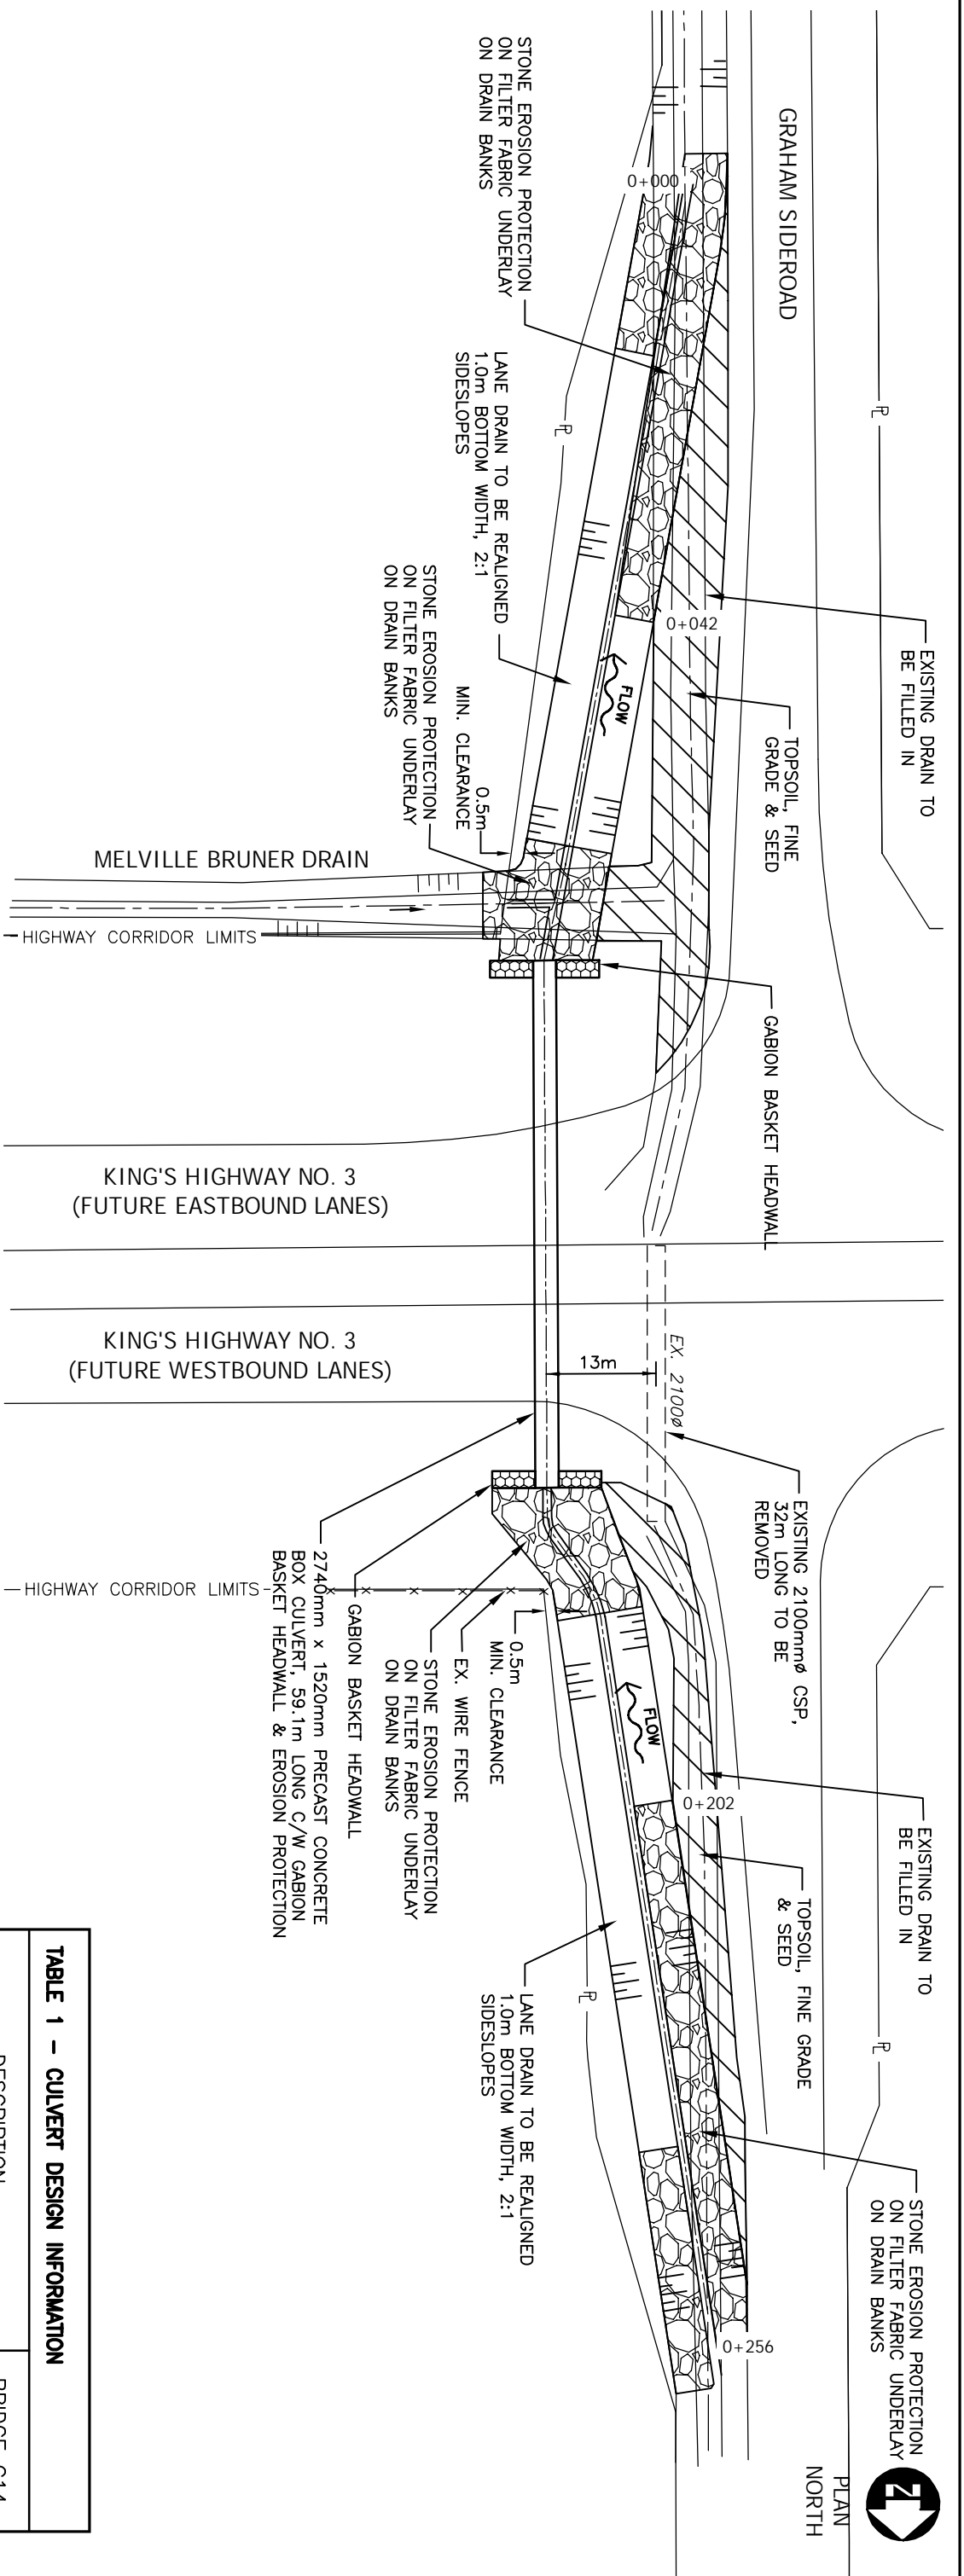 GRAHAM SIDEROAD
STONE EROSION PROTECTION
ON FILTER FABRIC UNDERLAY
ON DRAIN BANKS
0+000
℄
℄
LANE DRAIN TO BE REALIGNED
1.0m BOTTOM WIDTH, 2:1
SIDESLOPES
EXISTING DRAIN TO
BE FILLED IN
0+042
TOPSOIL, FINE
GRADE & SEED
FLOW
STONE EROSION PROTECTION
ON FILTER FABRIC UNDERLAY
ON DRAIN BANKS
0.5m
MIN. CLEARANCE
MELVILLE BRUNER DRAIN
HIGHWAY CORRIDOR LIMITS
GABION BASKET HEADWALL
KING'S HIGHWAY NO. 3
(FUTURE EASTBOUND LANES)
KING'S HIGHWAY NO. 3
(FUTURE WESTBOUND LANES)
13m
EX. 2100ø
EXISTING 2100mmø CSP,
32m LONG TO BE
REMOVED
HIGHWAY CORRIDOR LIMITS
2740mm x 1520mm PRECAST CONCRETE
BOX CULVERT, 59.1m LONG C/W GABION
BASKET HEADWALL & EROSION PROTECTION
GABION BASKET HEADWALL
STONE EROSION PROTECTION
ON FILTER FABRIC UNDERLAY
ON DRAIN BANKS
EX. WIRE FENCE
0.5m
MIN. CLEARANCE
FLOW
0+202
EXISTING DRAIN TO
BE FILLED IN
TOPSOIL, FINE GRADE
& SEED
℄
℄
LANE DRAIN TO BE REALIGNED
1.0m BOTTOM WIDTH, 2:1
SIDESLOPES
STONE EROSION PROTECTION
ON FILTER FABRIC UNDERLAY
ON DRAIN BANKS
0+256
N
PLAN
NORTH
TABLE 1 - CULVERT DESIGN INFORMATION
DESCRIPTION
BRIDGE C14